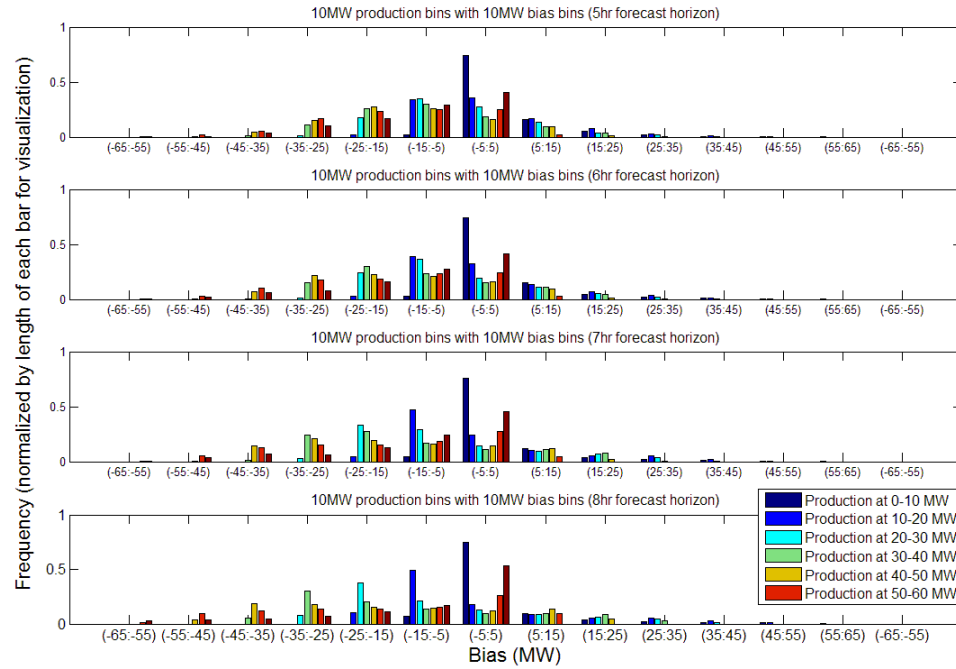 10MW production bins with 10MW bias bins (5hr forecast horizon)
1
0.5
0
(-65:-55) (-55:-45) (-45:-35) (-35:-25) (-25:-15) (-15:-5) (-5:5) (5:15) (15:25) (25:35) (35:45) (45:55) (55:65) (-65:-55)
10MW production bins with 10MW bias bins (6hr forecast horizon)
1
0.5
0
(-65:-55) (-55:-45) (-45:-35) (-35:-25) (-25:-15) (-15:-5) (-5:5) (5:15) (15:25) (25:35) (35:45) (45:55) (55:65) (-65:-55)
10MW production bins with 10MW bias bins (7hr forecast horizon)
1
0.5
0
(-65:-55) (-55:-45) (-45:-35) (-35:-25) (-25:-15) (-15:-5) (-5:5) (5:15) (15:25) (25:35) (35:45) (45:55) (55:65) (-65:-55)
10MW production bins with 10MW bias bins (8hr forecast horizon)
1
0.5
0
(-65:-55) (-55:-45) (-45:-35) (-35:-25) (-25:-15) (-15:-5) (-5:5) (5:15) (15:25) (25:35) (35:45) (45:55) (55:65) (-65:-55)
Production at 0-10 MW
Production at 10-20 MW
Production at 20-30 MW
Production at 30-40 MW
Production at 40-50 MW
Production at 50-60 MW
Bias (MW)
Frequency (normalized by length of each bar for visualization)